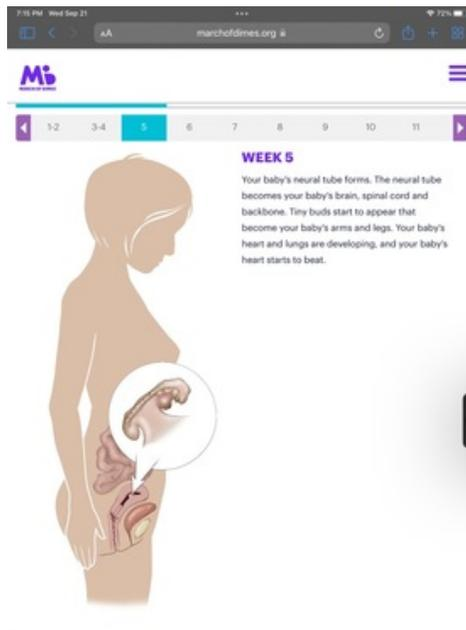 7:15 PM Wed Sep 21
72%
AA
marchofdimes.org
MARCH OF DIMES
1-2 3-4 5 6 7 8 9 10 11
WEEK 5
Your baby's neural tube forms. The neural tube
becomes your baby's brain, spinal cord and
backbone. Tiny buds start to appear that
become your baby's arms and legs. Your baby's
heart and lungs are developing, and your baby's
heart starts to beat.